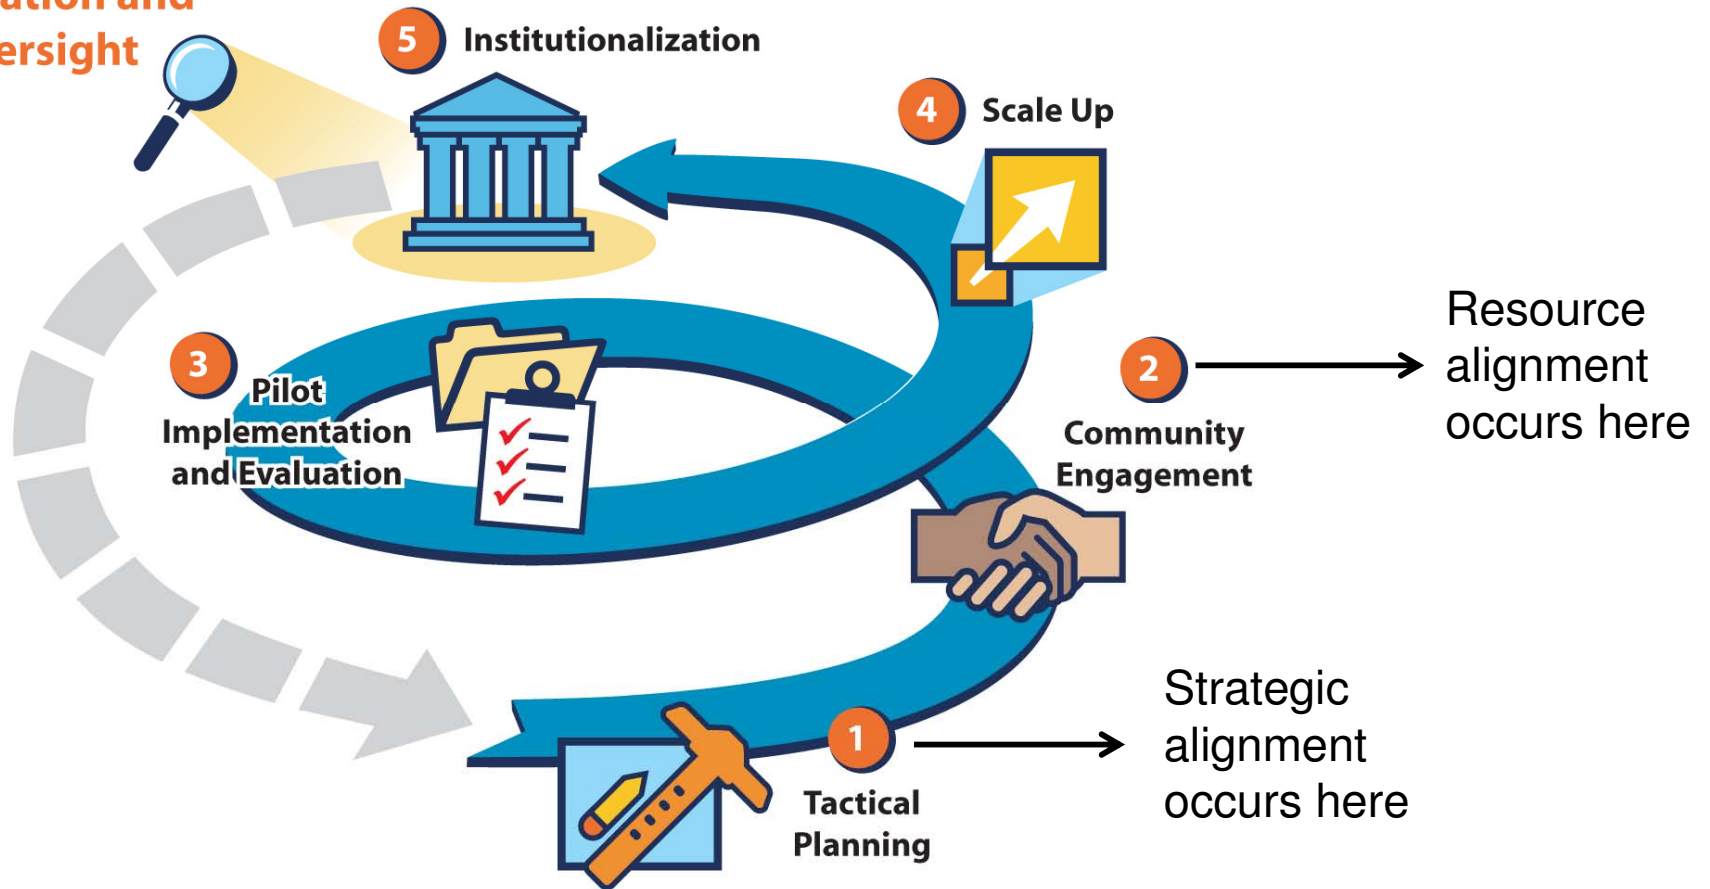 and
5 Institutionalization
4 Scale Up
3 Pilot
Implementation
and Evaluation
2
Community
Engagement
Resource
alignment
occurs here
1
Tactical
Planning
Strategic
alignment
occurs here